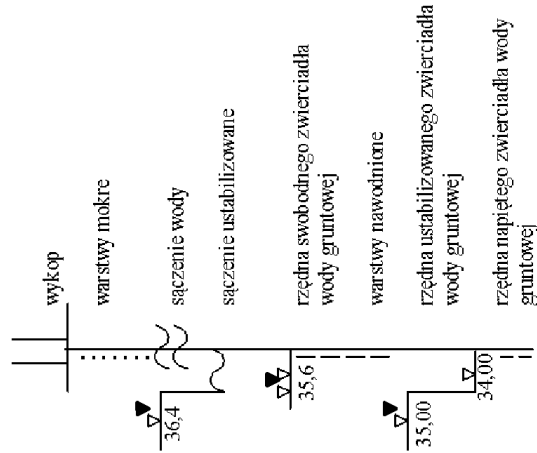 wykop
warstwy mokre
sączenie wody
36,4
sączenie ustabilizowane
rzędna swobodnego zwierciadła
wody gruntowej
35,6
warstwy nawodnione
rzędna ustabilizowanego zwierciadła
wody gruntowej
35,00
rzędna napiętego zwierciadła wody
gruntowej
34,00